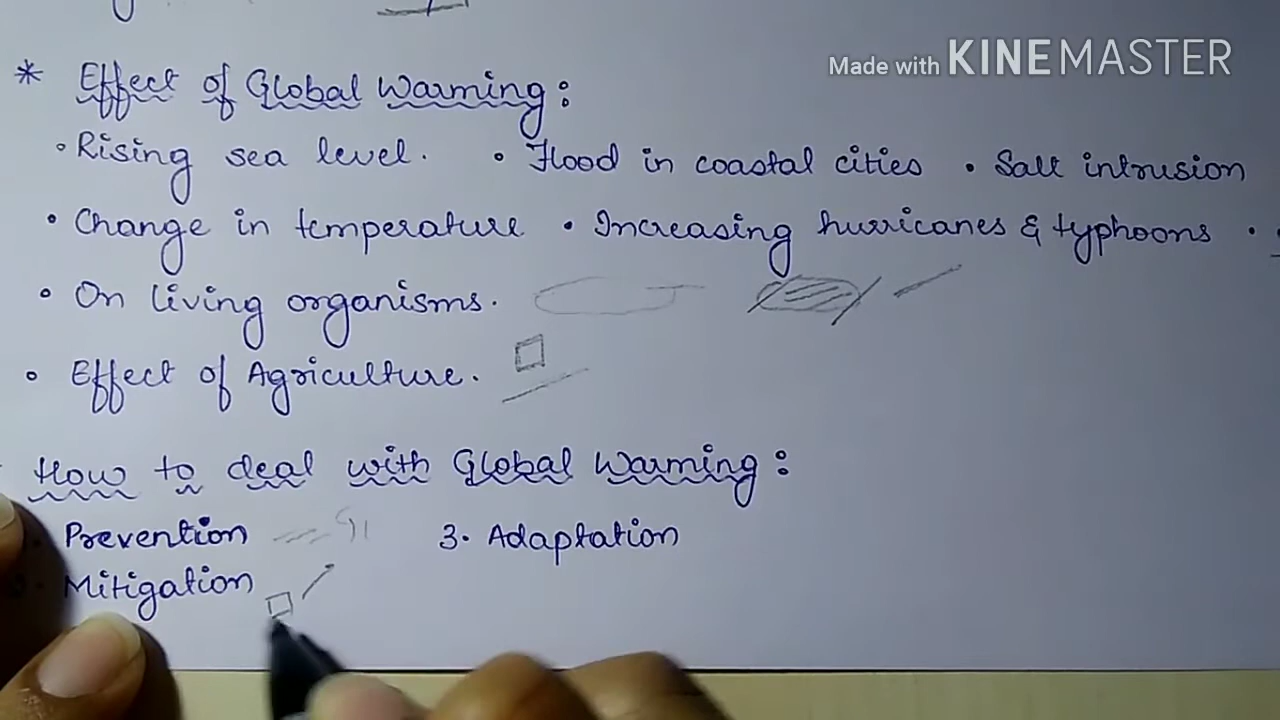 Made with KINEMASTER
* Effect of Global Warming:
• Rising sea level. • Flood in coastal cities • Salt intrusion
• Change in temperature • Increasing hurricanes & typhoons •
• On living organisms.
• Effect of Agriculture.
How to deal with Global Warming:
Prevention 3. Adaptation
Mitigation